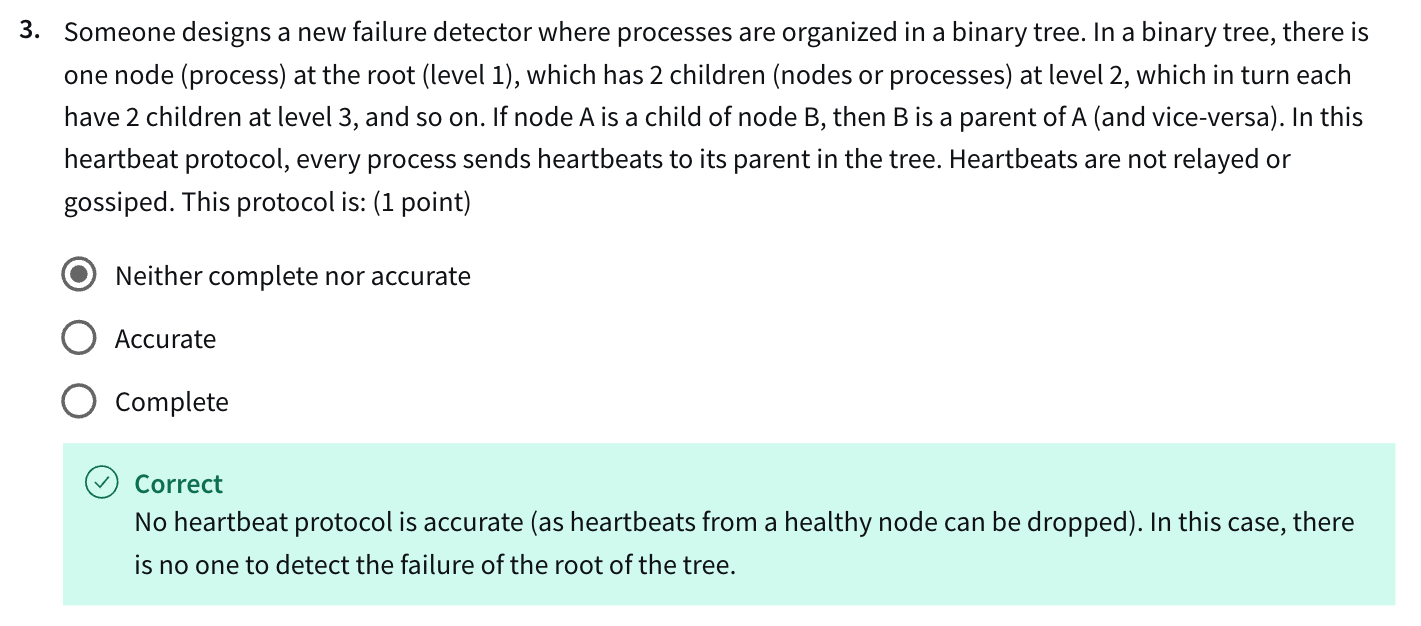 3. Someone designs a new failure detector where processes are organized in a binary tree. In a binary tree, there is
one node (process) at the root (level 1), which has 2 children (nodes or processes) at level 2, which in turn each
have 2 children at level 3, and so on. If node A is a child of node B, then B is a parent of A (and vice-versa). In this
heartbeat protocol, every process sends heartbeats to its parent in the tree. Heartbeats are not relayed or
gossiped. This protocol is: (1 point)
Neither complete nor accurate
Accurate
Complete
Correct
No heartbeat protocol is accurate (as heartbeats from a healthy node can be dropped). In this case, there
is no one to detect the failure of the root of the tree.